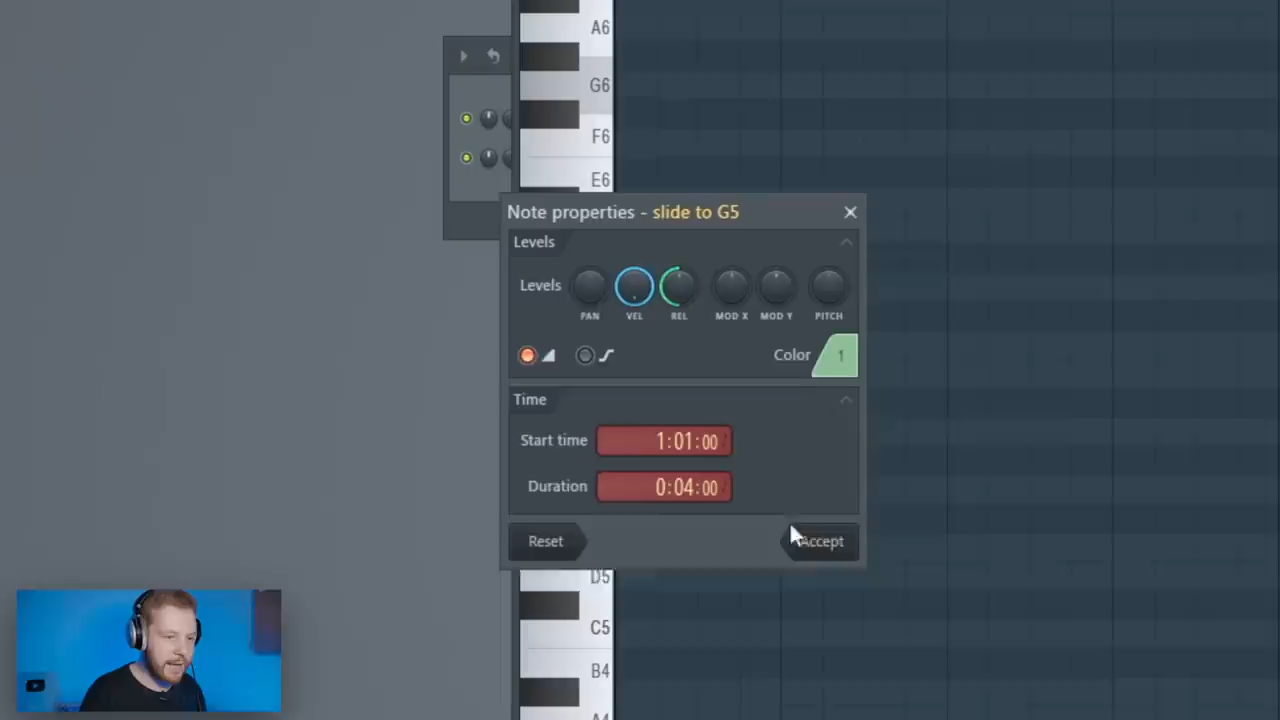 A6
G6
F6
E6
Note properties - slide to G5
Levels
Levels
PAN VEL REL MOD X MOD Y PITCH
Color 1
Time
Start time 1:01:00
Duration 0:04:00
Reset Accept
D5
C5
B4
A4